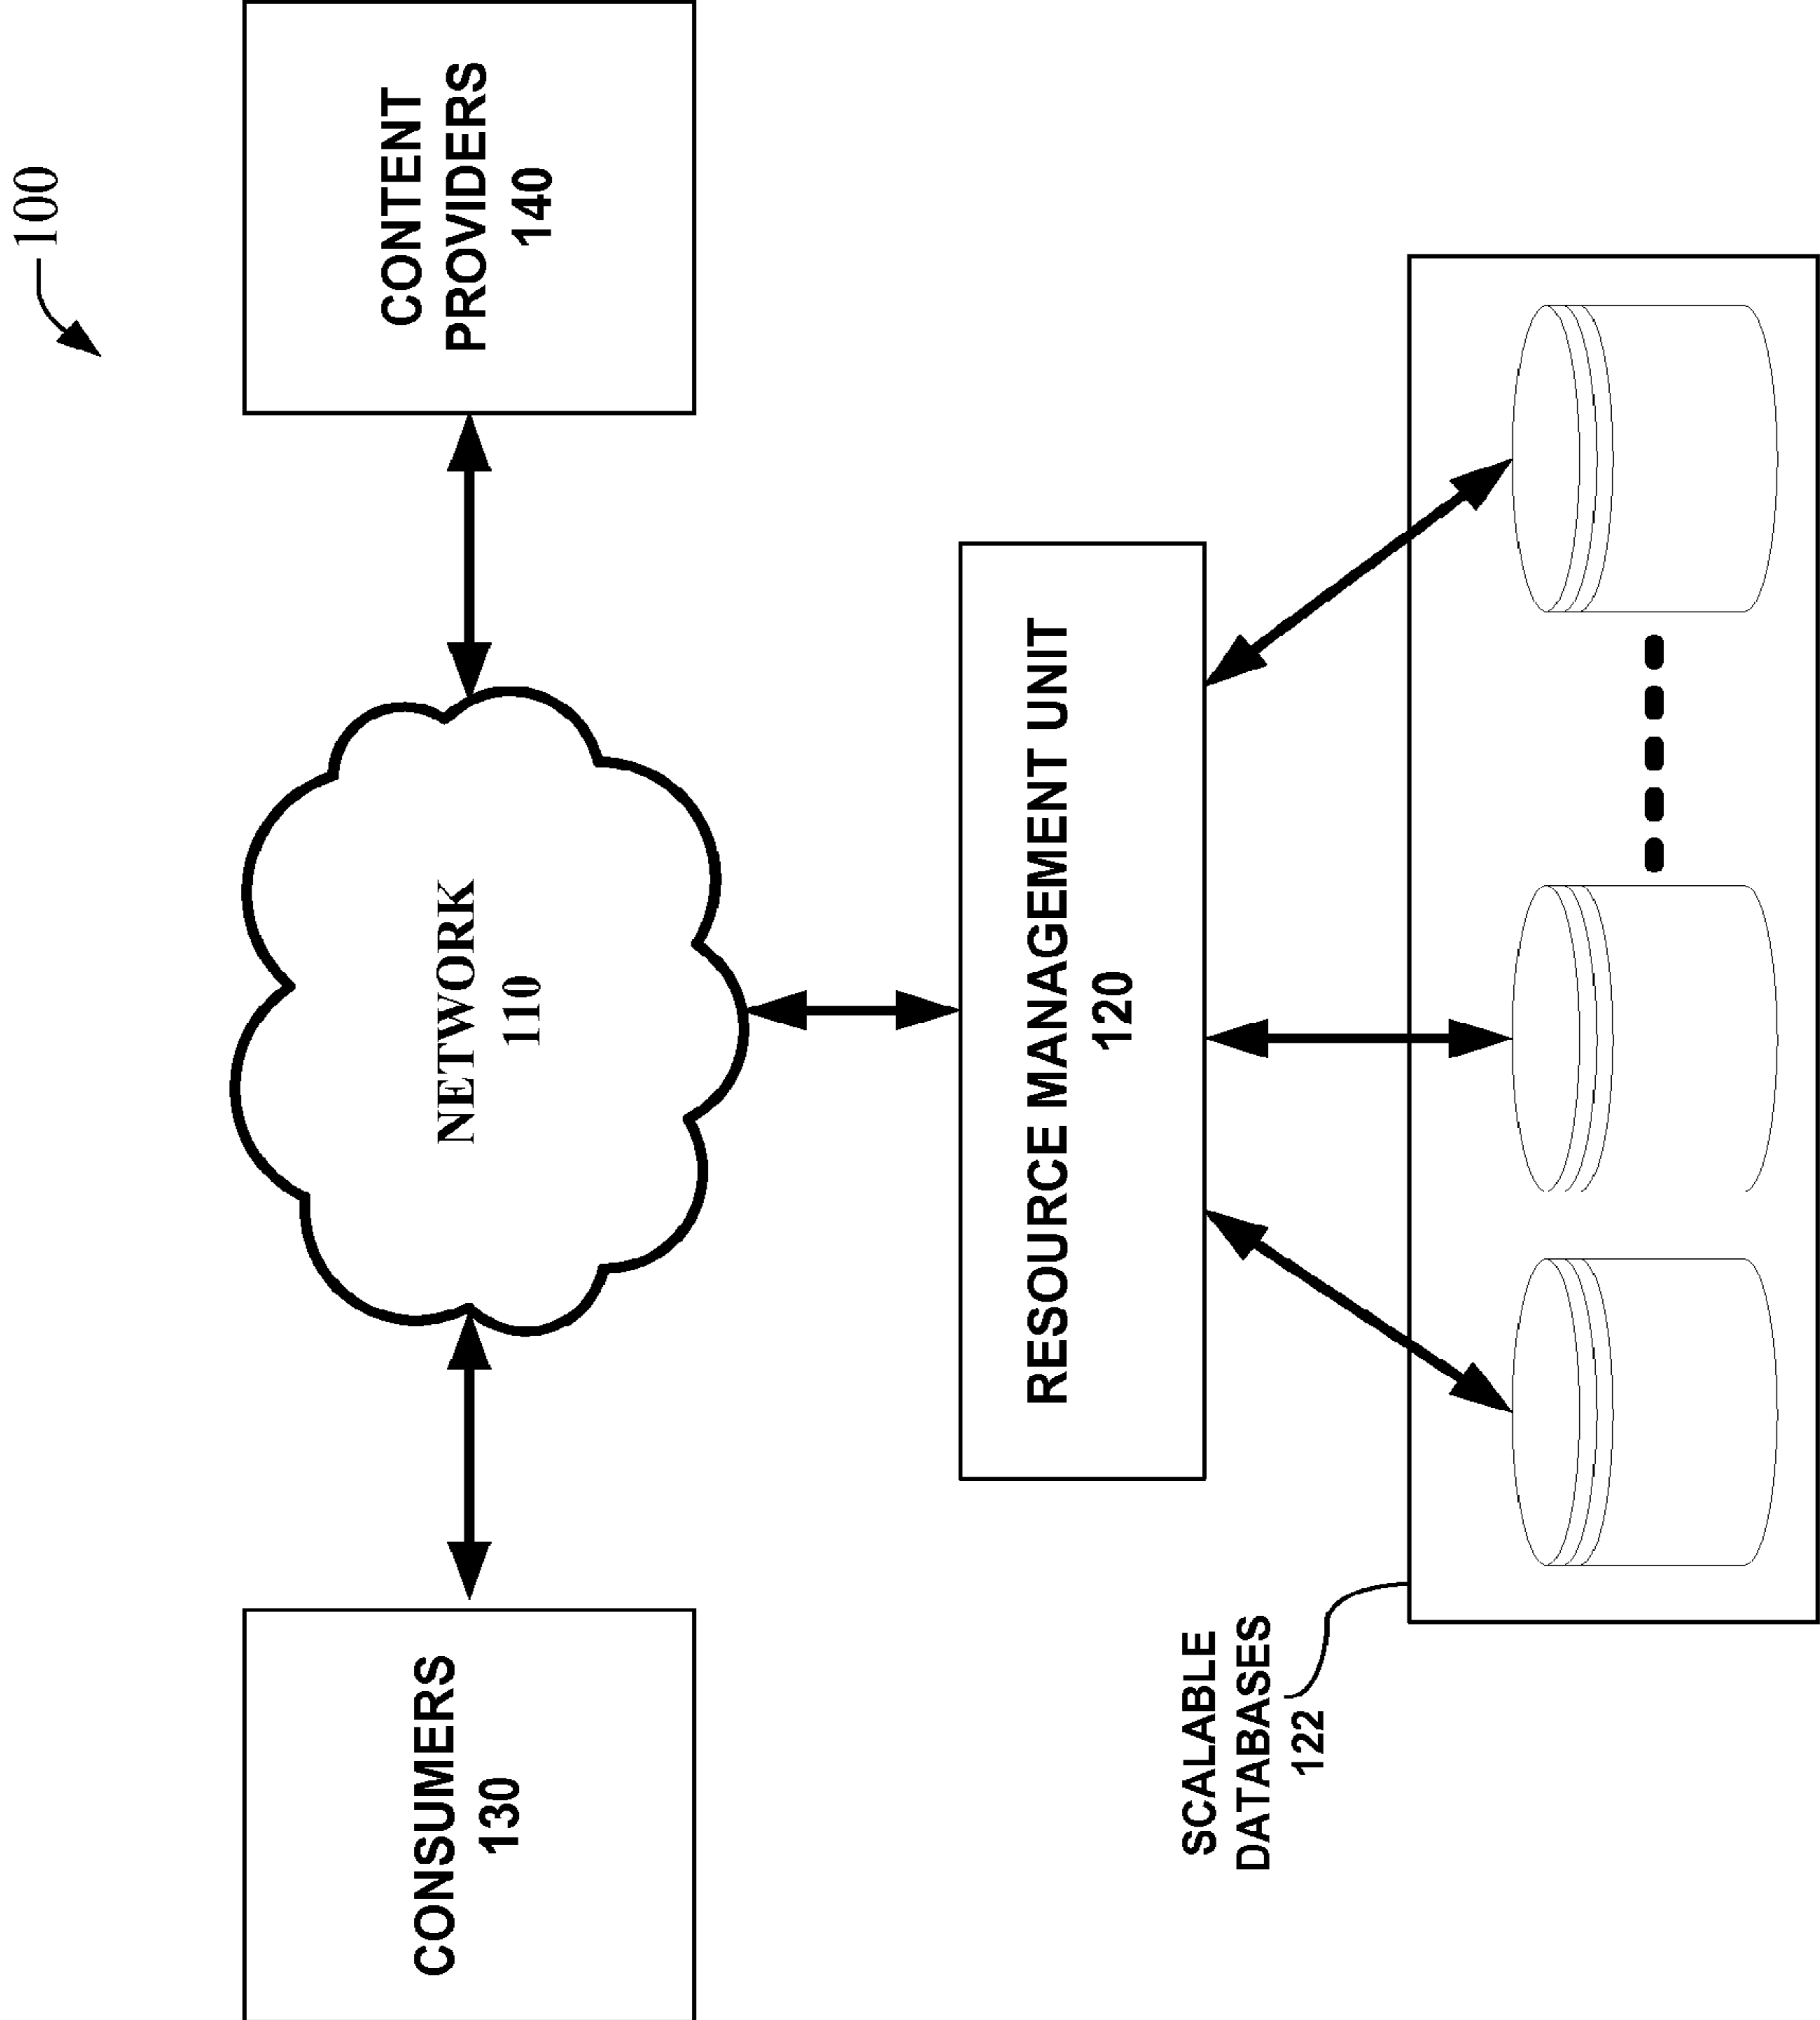 100
CONSUMERS
130
NETWORK
110
CONTENT
PROVIDERS
140
RESOURCE MANAGEMENT UNIT
120
SCALABLE
DATABASES
122